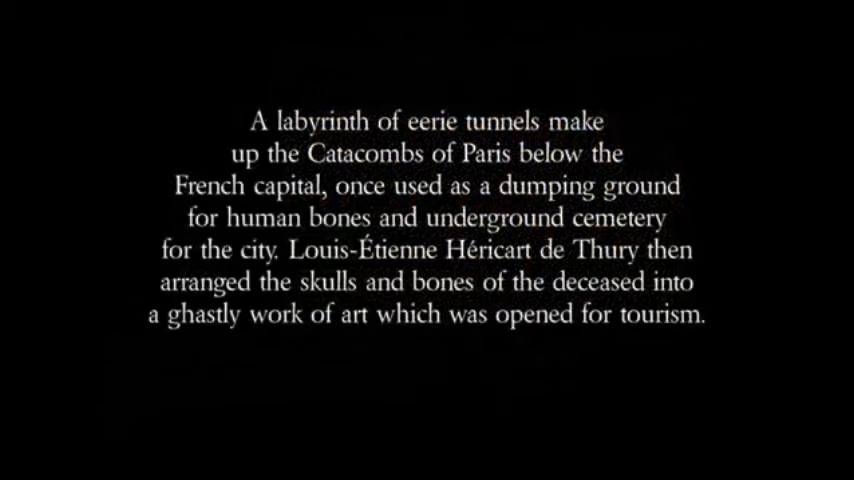 A labyrinth of eerie tunnels make
up the Catacombs of Paris below the
French capital, once used as a dumping ground
for human bones and underground cemetery
for the city. Louis-Étienne Héricart de Thury then
arranged the skulls and bones of the deceased into
a ghastly work of art which was opened for tourism.